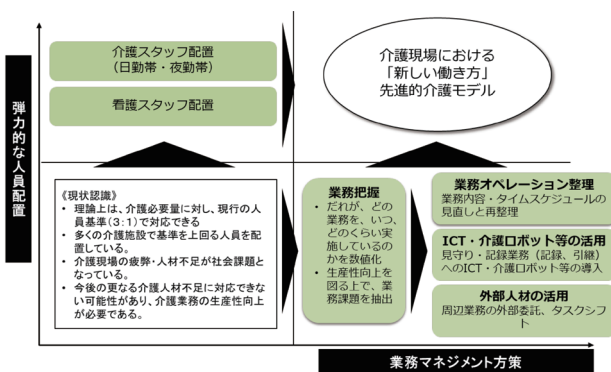 弾力的な人員配置
介護スタッフ配置
(日勤帯・夜勤帯)
看護スタッフ配置
介護現場における
「新しい働き方」
先進的介護モデル
《現状認識》
• 理論上は、介護必要量に対し、現行の人
員基準(3:1)で対応できる
• 多くの介護施設で基準を上回る人員を配
置している。
• 介護現場の疲弊・人材不足が社会課題と
なっている。
• 今後の更なる介護人材不足に対応できな
い可能性があり、介護業務の生産性向上
が必要である。
業務把握
• だれが、どの
業務を、いつ、
どのくらい実
施しているの
かを数値化
• 生産性向上を
図る上で、業
務課題を抽出
業務オペレーション整理
業務内容・タイムスケジュールの
見直しと再整理
ICT・介護ロボット等の活用
見守り・記録業務(記録、引継)
へのICT・介護ロボット等の導入
外部人材の活用
周辺業務の外部委託、タスクシフ
ト
業務マネジメント方策